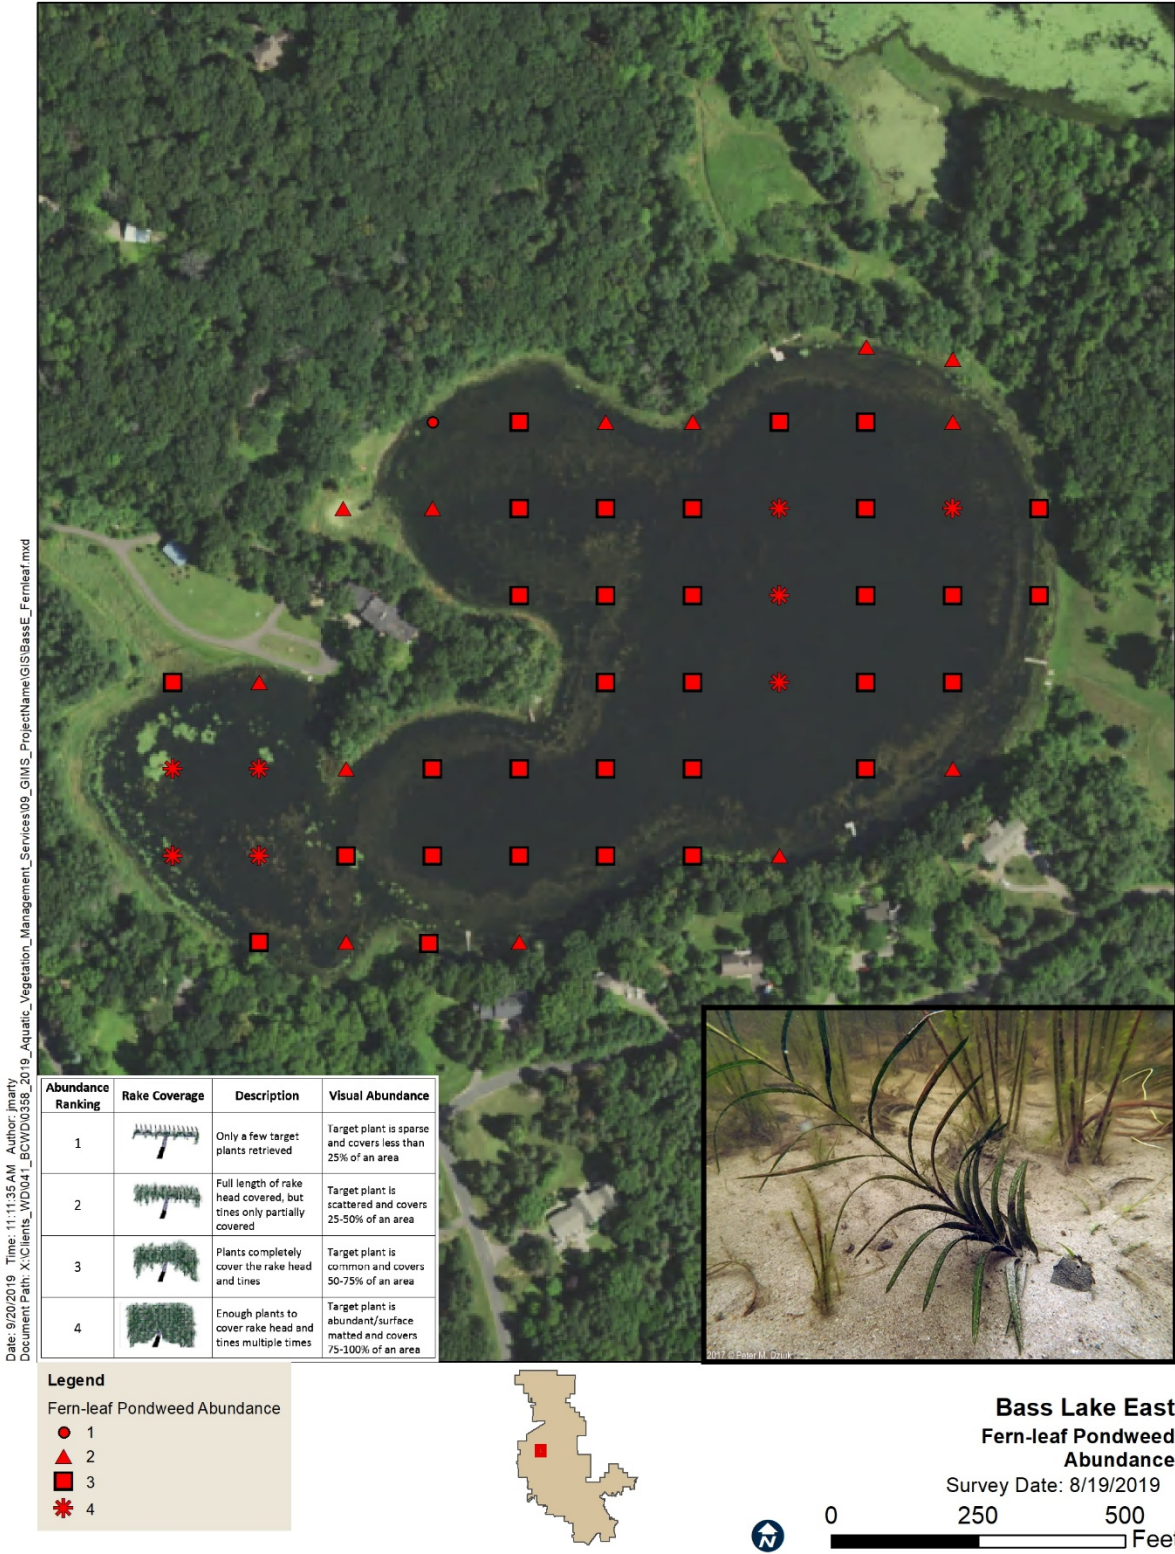 Date: 9/20/2019 Time: 11:11:35 AM Author: jmarty
Document Path: X:\Clients_WD\041_BCWD\0358_2019_Aquatic_Vegetation_Management_Services\09_GIMS_ProjectName\GIS\BassE_Fernleaf.mxd
Abundance
Ranking
Rake Coverage
Description
Visual Abundance
1
Only a few target
plants retrieved
Target plant is sparse
and covers less than
25% of an area
2
Full length of rake
head covered, but
tines only partially
covered
Target plant is
scattered and covers
25-50% of an area
3
Plants completely
cover the rake head
and tines
Target plant is
common and covers
50-75% of an area
4
Enough plants to
cover rake head and
tines multiple times
Target plant is
abundant/surface
matted and covers
75-100% of an area
2017 © Peter M. Dziuk
Legend
Fern-leaf Pondweed Abundance
1
2
3
4
N
Bass Lake East
Fern-leaf Pondweed
Abundance
Survey Date: 8/19/2019
0 250 500
Feet